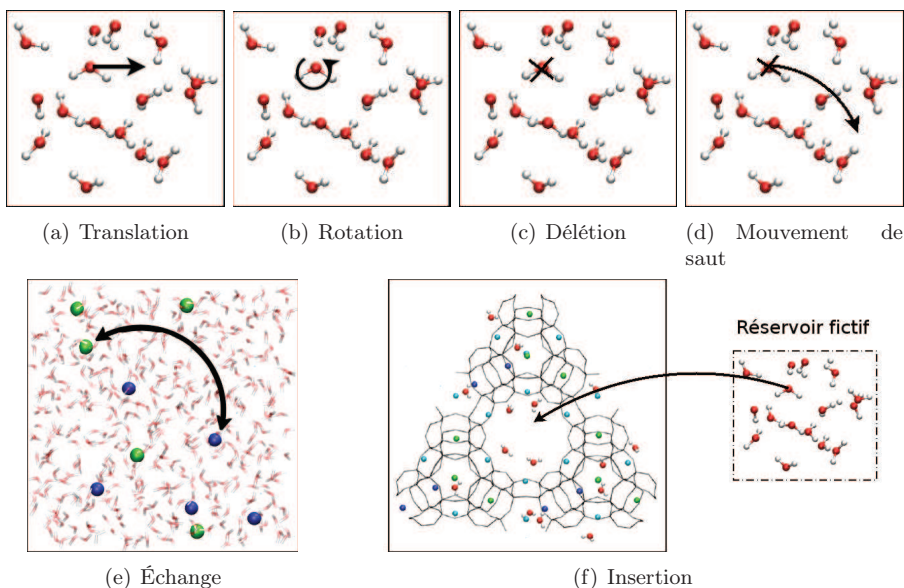 (a) Translation
(b) Rotation
(c) Délétion
(d) Mouvement de
saut
Réservoir fictif
(e) Échange
(f) Insertion